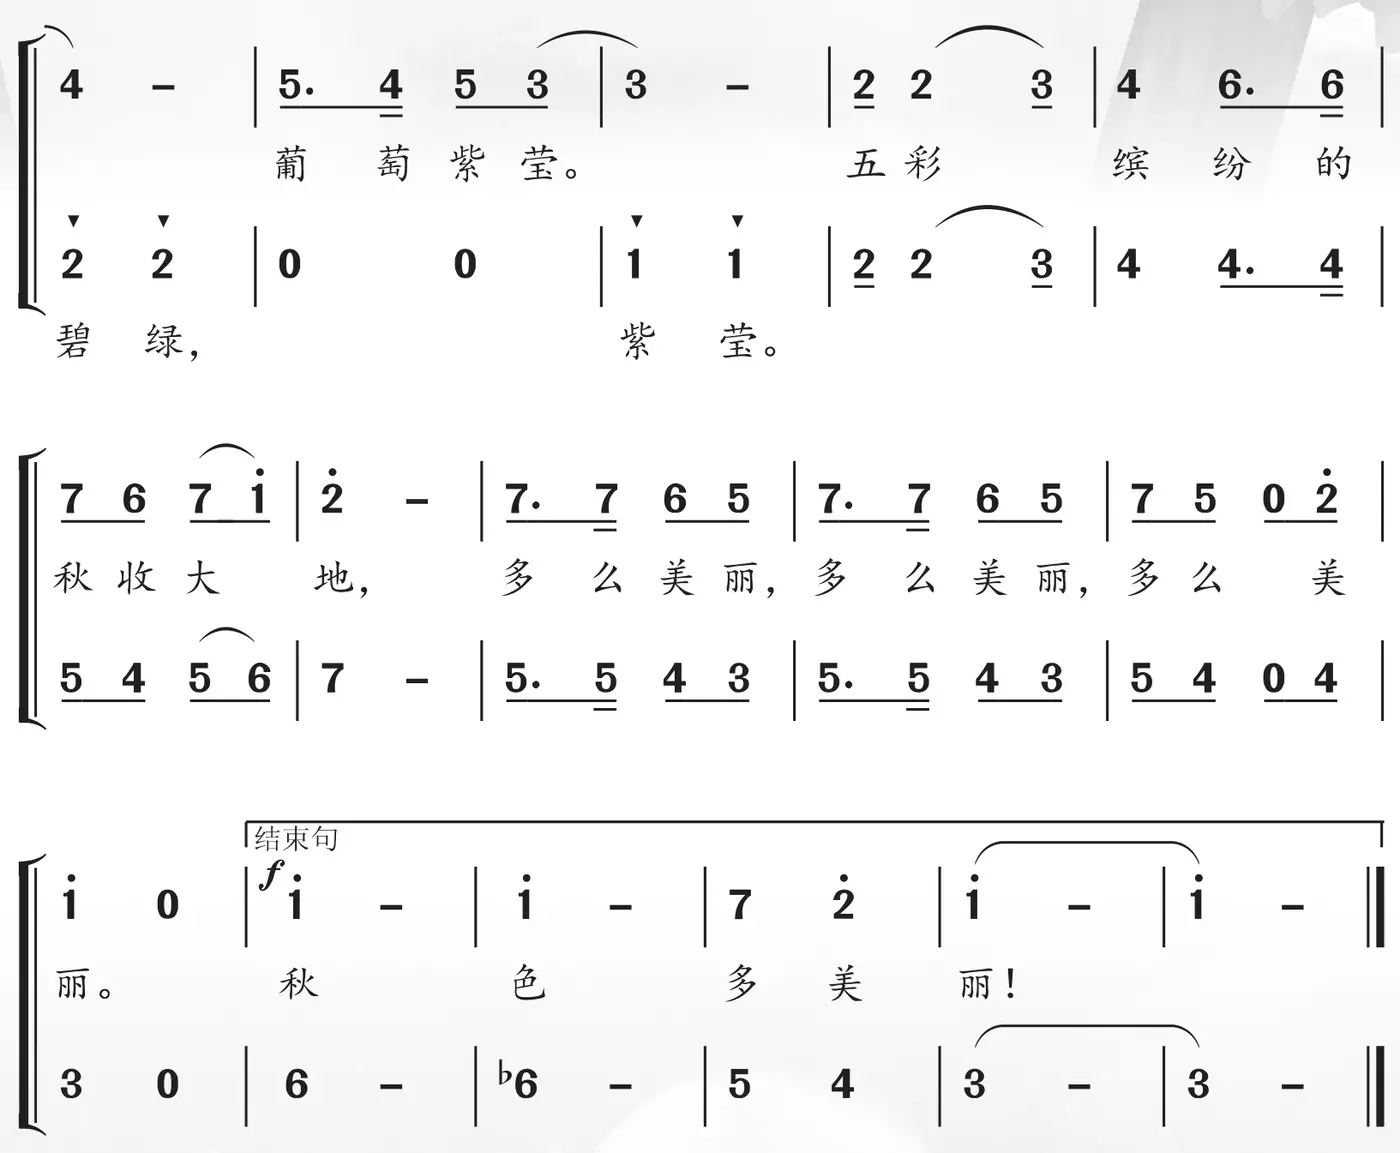 4 - | 5. 4 5 3 | 3 - | 2 2 3 | 4 6. 6 |
葡 萄 紫 莹。 五 彩 缤 纷 的
2 2 | 0 0 | 1 1 | 2 2 3 | 4 4. 4 |
碧 绿, 紫 莹。
7 6 7 1 | 2 - | 7. 7 6 5 | 7. 7 6 5 | 7 5 0 2 |
秋 收 大 地, 多 么 美 丽, 多 么 美 丽, 多 么 美
5 4 5 6 | 7 - | 5. 5 4 3 | 5. 5 4 3 | 5 4 0 4 |
结束句
f
1 0 | 1 - | 1 - | 7 2 | 1 - | 1 - ‖
丽。 秋 色 多 美 丽!
3 0 | 6 - | ♭6 - | 5 4 | 3 - | 3 - ‖